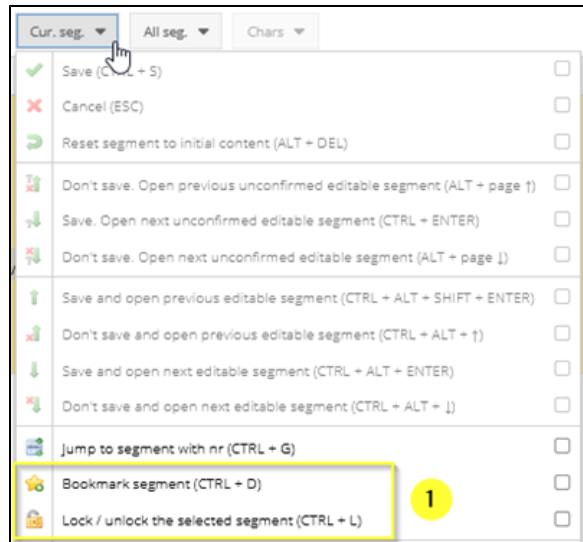 Cur. seg. All seg. Chars
Save (CTRL + S)
Cancel (ESC)
Reset segment to initial content (ALT + DEL)
Don't save. Open previous unconfirmed editable segment (ALT + page ↑)
Save. Open next unconfirmed editable segment (CTRL + ENTER)
Don't save. Open next unconfirmed editable segment (ALT + page ↓)
Save and open previous editable segment (CTRL + ALT + SHIFT + ENTER)
Don't save and open previous editable segment (CTRL + ALT + ↑)
Save and open next editable segment (CTRL + ALT + ENTER)
Don't save and open next editable segment (CTRL + ALT + ↓)
Jump to segment with nr (CTRL + G)
Bookmark segment (CTRL + D)
1
Lock / unlock the selected segment (CTRL + L)